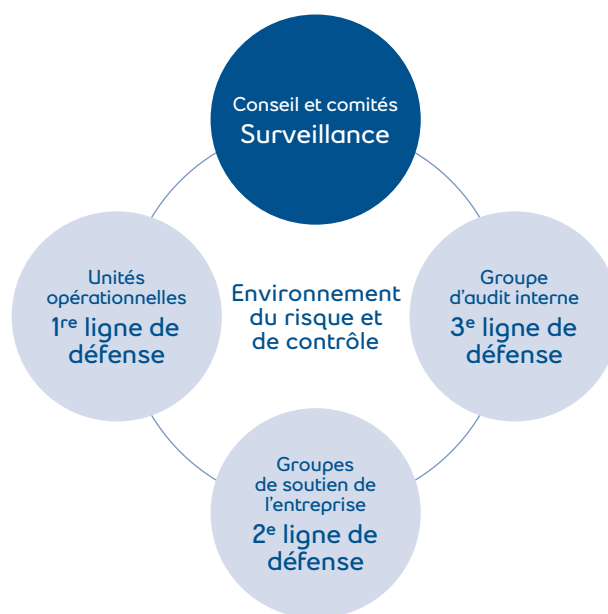 Conseil et comités
Surveillance
Unités
opérationnelles
1re ligne de
défense
Environnement
du risque et
de contrôle
Groupe
d'audit interne
3e ligne de
défense
Groupes
de soutien de
l'entreprise
2e ligne de
défense